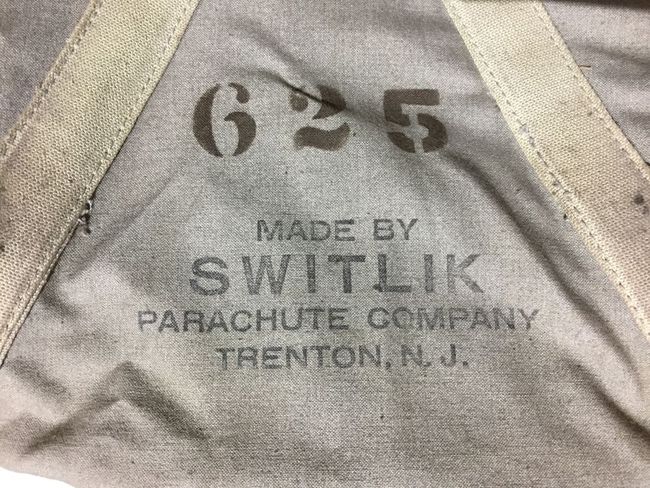 625
MADE BY
SWITLIK
PARACHUTE COMPANY
TRENTON, N. J.